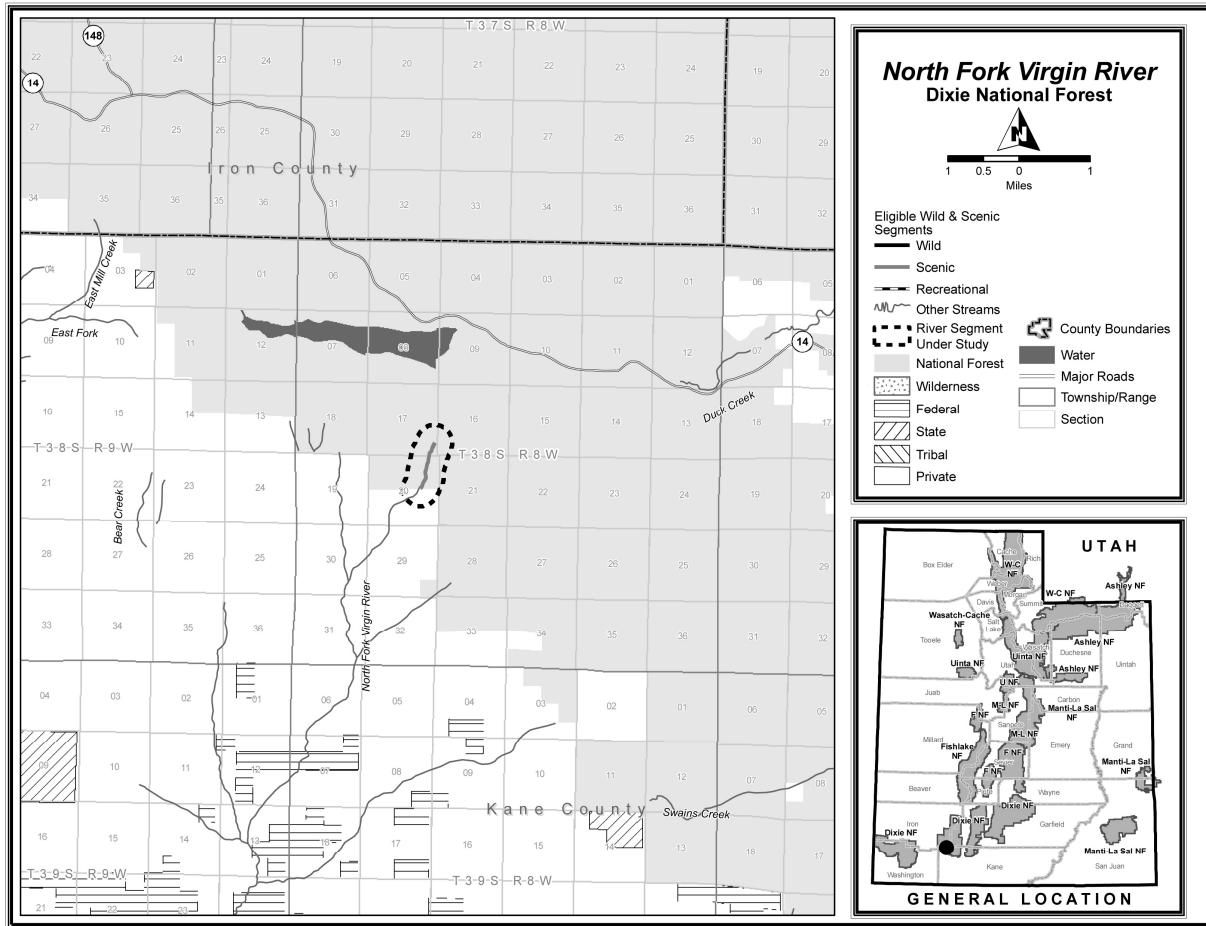 T37S R8W
148
22 23 24 23 24 19 20 21 22 23 24 19 20
14
27 26 25 26 25 30 29 28 27 26 25 30 29
Iron County
34 35 36 35 36 31 32 33 34 35 36 31 32
04 03 02 01 06 05 04 03 02 01 06 05
East Mill Creek
East Fork
09 10 11 12 07 08 09 10 11 12 07 08
14
Duck Creek
10 15 14 13 18 17 16 15 14 13 18 17
T38S R9W
T38S R8W
21 22 23 24 19 20 21 22 23 24 19 20
Bear Creek
28 27 26 25 30 29 28 27 26 25 30 29
North Fork Virgin River
33 34 35 36 31 32 33 34 35 36 31 32
04 03 02 01 06 05 04 03 02 01 06 05
09 10 11 12 07 08 09 10 11 12 07 08
Kane County
Swains Creek
16 15 14 13 16 17 16 15 14 13 18 17
T39S R9W
T39S R8W
21 22 23
North Fork Virgin River
Dixie National Forest
N
1 0.5 0 1
Miles
Eligible Wild & Scenic
Segments
Wild
Scenic
Recreational
Other Streams
River Segment
Under Study
National Forest
Wilderness
Federal
State
Tribal
Private
County Boundaries
Water
Major Roads
Township/Range
Section
UTAH
Box Elder
Cache
Rich
W-C
NF
Weber
Morgan
Davis
Summit
W-C NF
Ashley NF
Daggett
Wasatch-Cache
NF
Salt
Lake
Tooele
Wasatch
Uinta NF
Ashley NF
Duchesne
Uintah
Uinta NF
Utah
Ashley NF
U NF
Juab
Carbon
M-L NF
Manti-La Sal
NF
F NF
Sanpete
M-L NF
Millard
Emery
Grand
Fishlake
NF
F NF
Sevier
Manti-La Sal
NF
F NF
Beaver
Piute
Wayne
Dixie NF
Iron
Dixie NF
Garfield
Dixie NF
Manti-La Sal NF
Washington
Kane
San Juan
GENERAL LOCATION